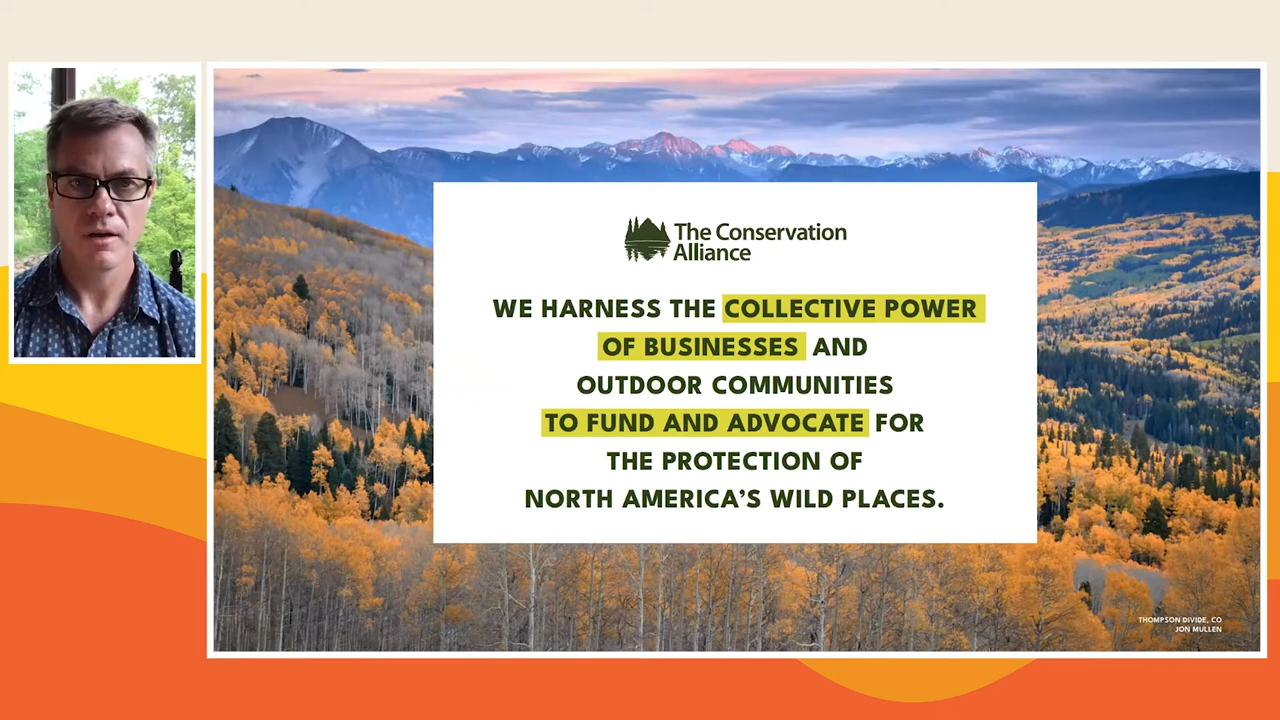 The Conservation
Alliance
WE HARNESS THE COLLECTIVE POWER
OF BUSINESSES AND
OUTDOOR COMMUNITIES
TO FUND AND ADVOCATE FOR
THE PROTECTION OF
NORTH AMERICA'S WILD PLACES.
THOMPSON DIVIDE, CO
JON MULLEN